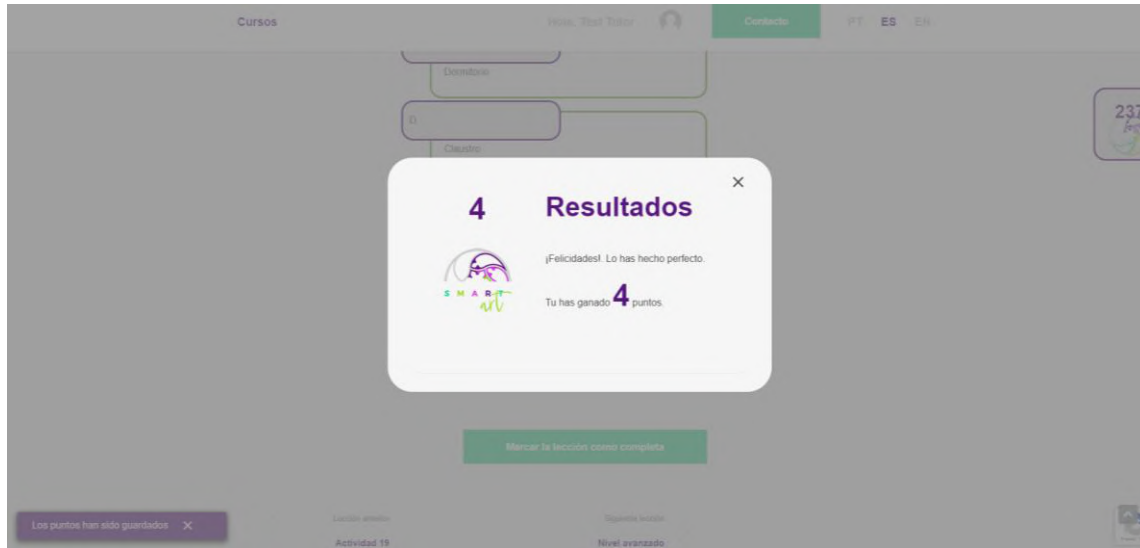 Cursos
Hola, Test Tutor
Contacto
PT ES EN
Dormitorio
D
Claustro
237
4
Resultados
¡Felicidades!. Lo has hecho perfecto.
SMART
art
Tu has ganado 4 puntos.
Marcar la lección como completa
Los puntos han sido guardados
Lección anterior
Siguiente lección
Actividad 19
Nivel avanzado